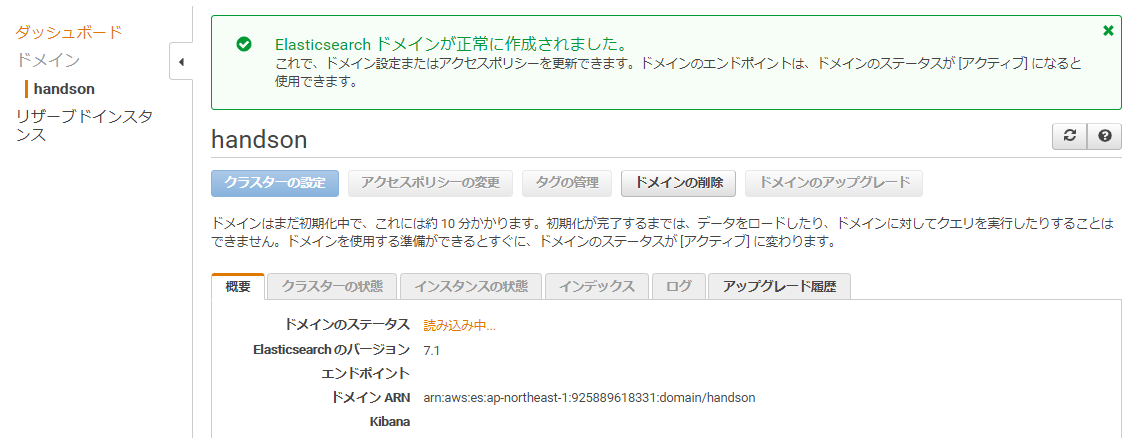 ダッシュボード
ドメイン
handson
リザーブドインスタ
ンス
Elasticsearch ドメインが正常に作成されました。
これで、ドメイン設定またはアクセスポリシーを更新できます。ドメインのエンドポイントは、ドメインのステータスが [アクティブ] になると
使用できます。
handson
クラスターの設定 アクセスポリシーの変更 タグの管理 ドメインの削除 ドメインのアップグレード
ドメインはまだ初期化中で、これには約 10 分かかります。初期化が完了するまでは、データをロードしたり、ドメインに対してクエリを実行したりすることは
できません。ドメインを使用する準備ができるとすぐに、ドメインのステータスが [アクティブ] に変わります。
概要 クラスターの状態 インスタンスの状態 インデックス ログ アップグレード履歴
ドメインのステータス 読み込み中...
Elasticsearch のバージョン 7.1
エンドポイント
ドメイン ARN arn:aws:es:ap-northeast-1:925889618331:domain/handson
Kibana